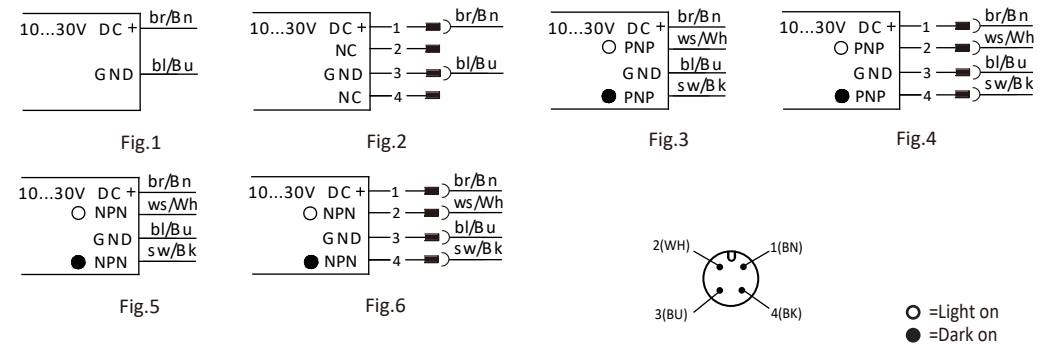 10...30V DC + br/Bn
GND bl/Bu
Fig.1
10...30V DC + 1 br/Bn
NC 2
GND 3 bl/Bu
NC 4
Fig.2
10...30V DC + br/Bn
PNP ws/Wh
GND bl/Bu
PNP sw/Bk
Fig.3
10...30V DC + 1 br/Bn
PNP 2 ws/Wh
GND 3 bl/Bu
PNP 4 sw/Bk
Fig.4
10...30V DC + br/Bn
NPN ws/Wh
GND bl/Bu
NPN sw/Bk
Fig.5
10...30V DC + 1 br/Bn
NPN 2 ws/Wh
GND 3 bl/Bu
NPN 4 sw/Bk
Fig.6
2(WH) 1(BN)
3(BU) 4(BK)
=Light on
=Dark on